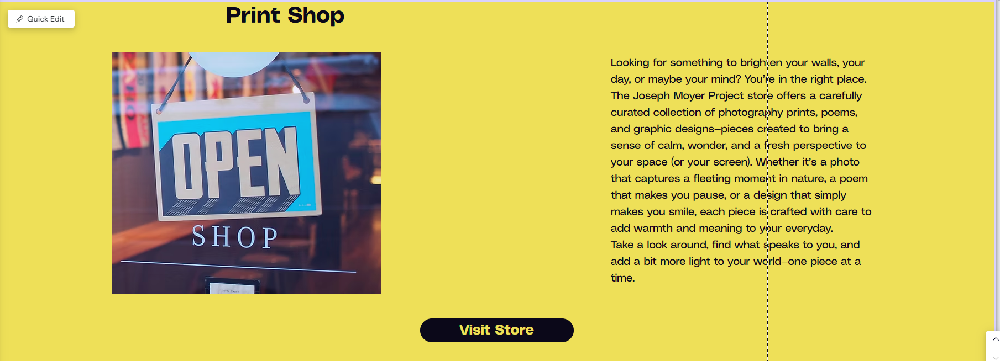 Print Shop
Quick Edit
OPEN
SHOP
Looking for something to brighten your walls, your
day, or maybe your mind? You’re in the right place.
The Joseph Moyer Project store offers a carefully
curated collection of photography prints, poems,
and graphic designs—pieces created to bring a
sense of calm, wonder, and a fresh perspective to
your space (or your screen). Whether it’s a photo
that captures a fleeting moment in nature, a poem
that makes you pause, or a design that simply
makes you smile, each piece is crafted with care to
add warmth and meaning to your everyday.
Take a look around, find what speaks to you, and
add a bit more light to your world—one piece at a
time.
Visit Store